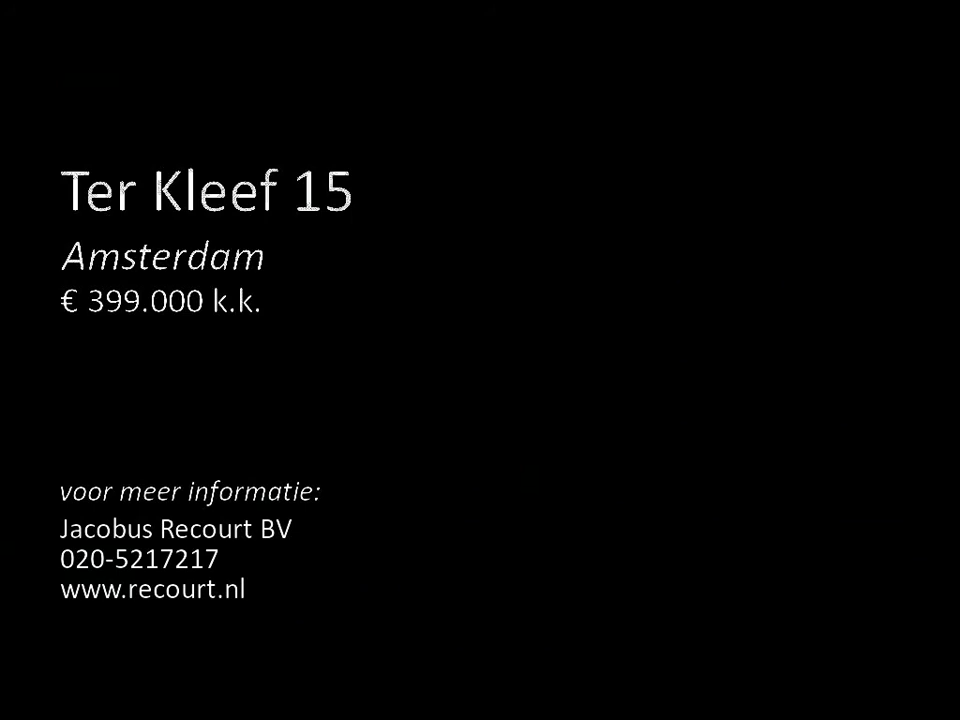 Ter Kleef 15
Amsterdam
€ 399.000 k.k.
voor meer informatie:
Jacobus Recourt BV
020-5217217
www.recourt.nl